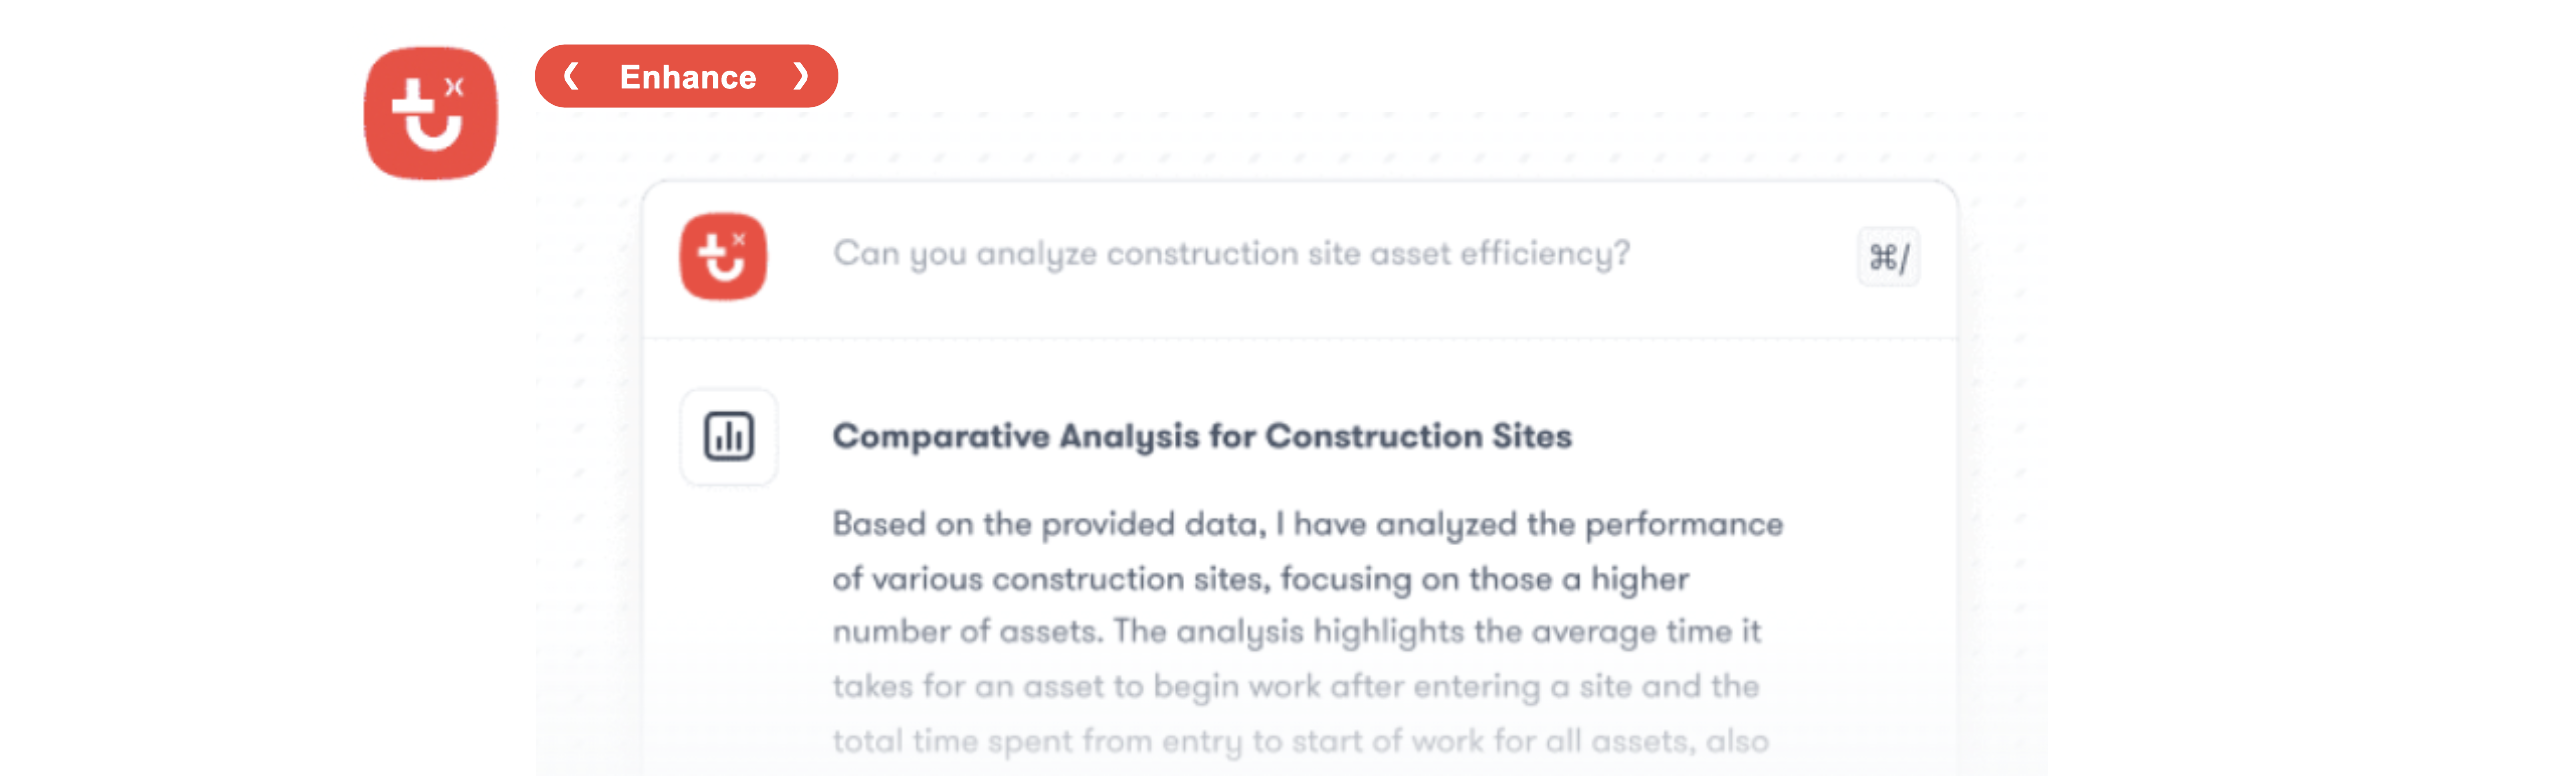 ❮ Enhance ❯
Can you analyze construction site asset efficiency?
⌘/
Comparative Analysis for Construction Sites
Based on the provided data, I have analyzed the performance
of various construction sites, focusing on those a higher
number of assets. The analysis highlights the average time it
takes for an asset to begin work after entering a site and the
total time spent from entry to start of work for all assets, also